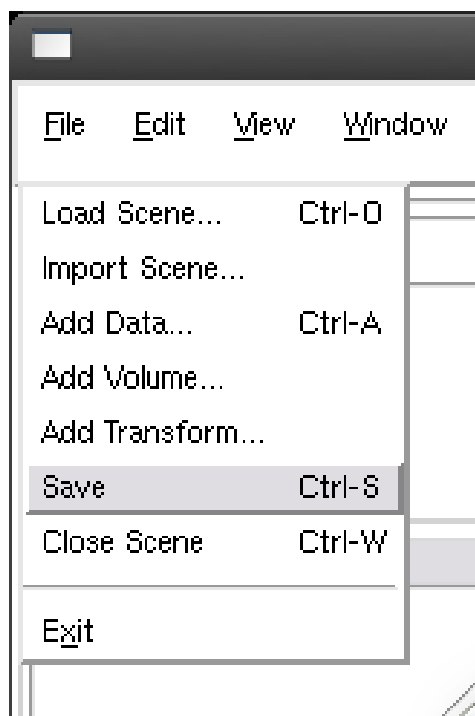 File Edit View Window
Load Scene... Ctrl-O
Import Scene...
Add Data... Ctrl-A
Add Volume...
Add Transform...
Save Ctrl-S
Close Scene Ctrl-W
Exit